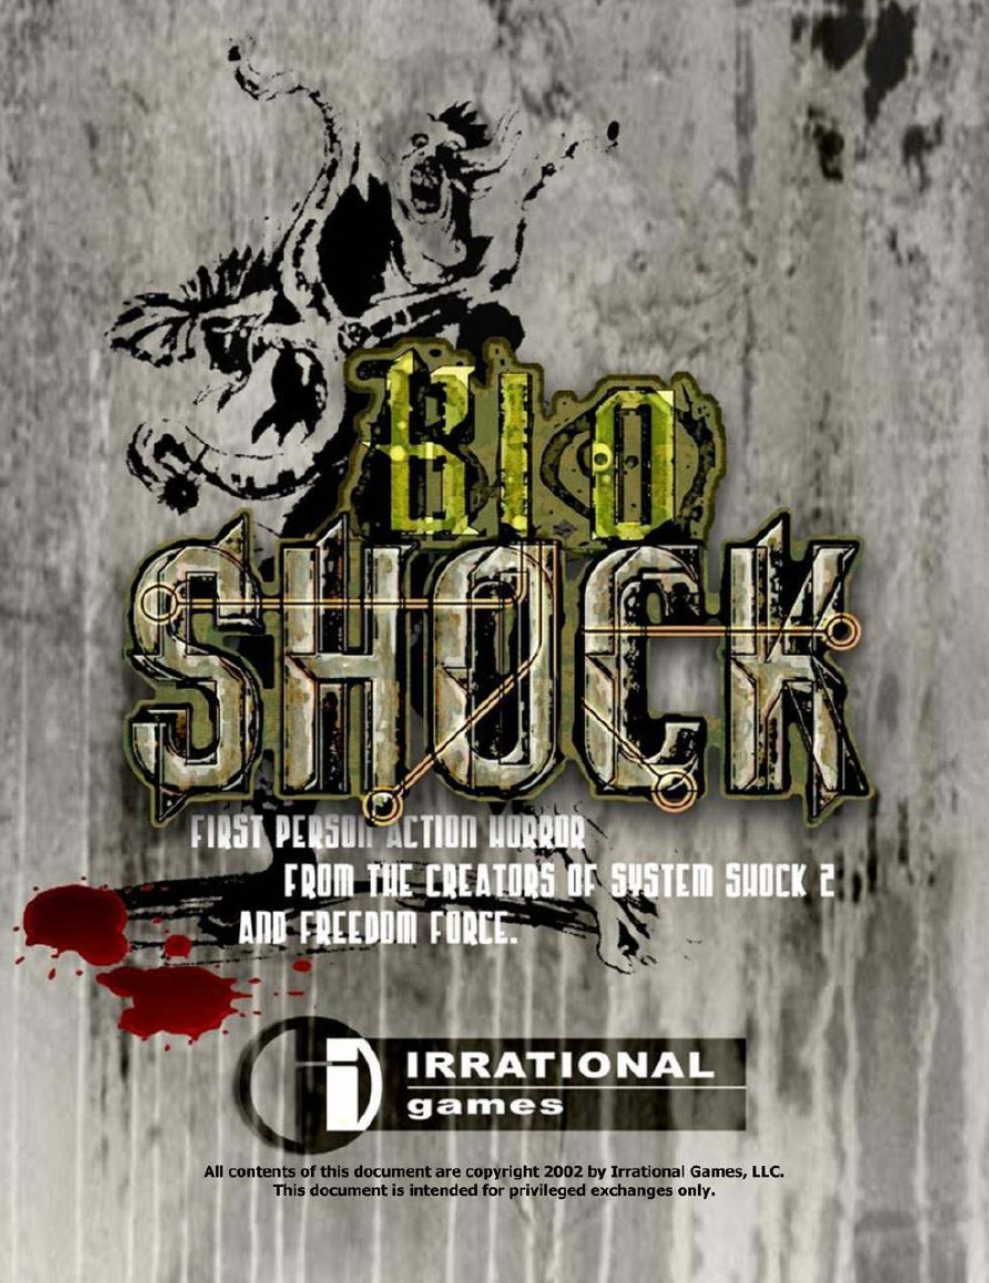 BIO
SHOCK
FIRST PERSON ACTION HORROR
FROM THE CREATORS OF SYSTEM SHOCK 2
AND FREEDOM FORCE.
i
IRRATIONAL
games
All contents of this document are copyright 2002 by Irrational Games, LLC.
This document is intended for privileged exchanges only.